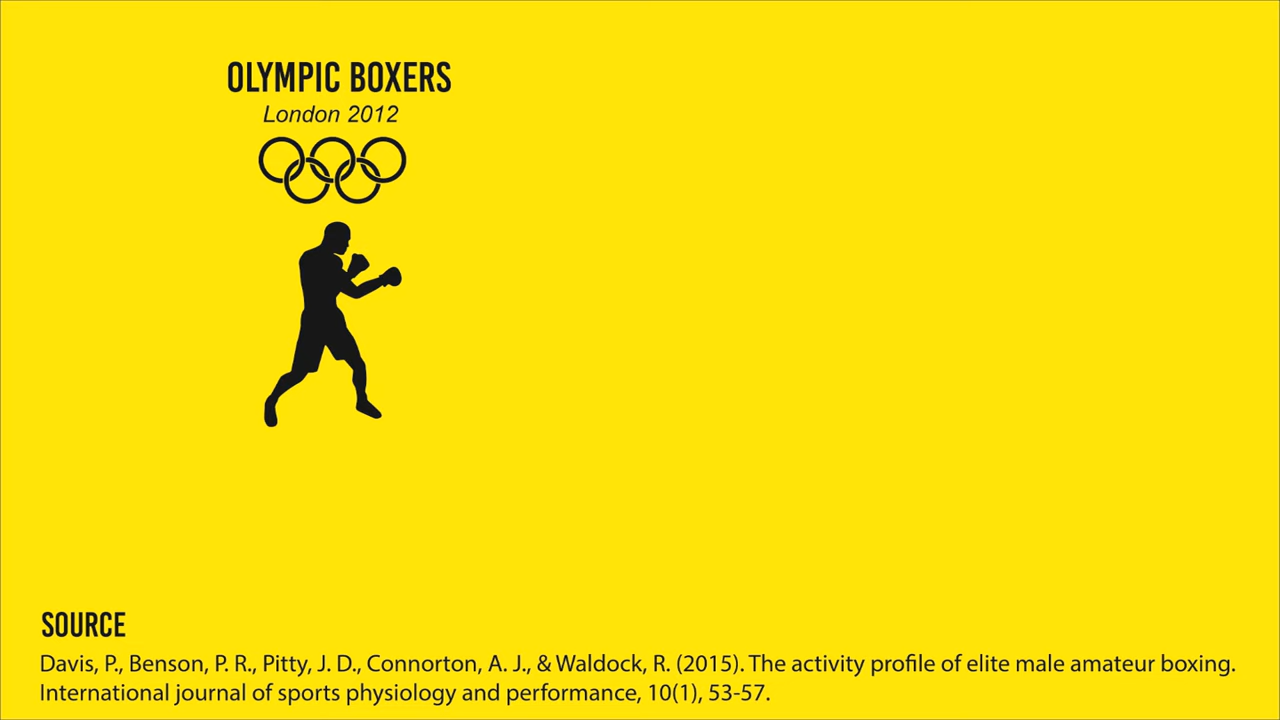 OLYMPIC BOXERS
London 2012
SOURCE
Davis, P., Benson, P. R., Pitty, J. D., Connorton, A. J., & Waldock, R. (2015). The activity profile of elite male amateur boxing.
International journal of sports physiology and performance, 10(1), 53-57.